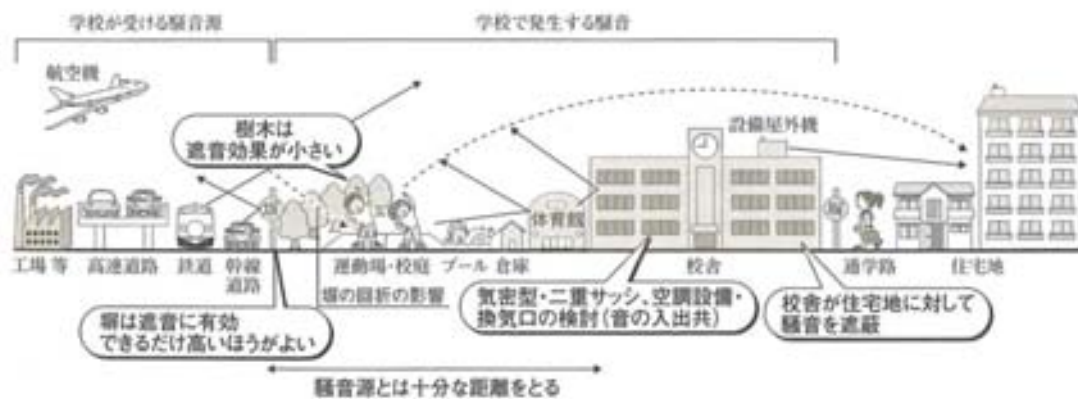 学校が受ける騒音源
学校で発生する騒音
航空機
樹木は
遮音効果が小さい
設備屋外機
体育館
工場 等
高速道路
鉄道
幹線
道路
運動場・校庭
プール
倉庫
校舎
通学路
住宅地
塀の回折の影響
塀は遮音に有効
できるだけ高いほうがよい
気密型・二重サッシ、空調設備・
換気口の検討（音の入出共）
校舎が住宅地に対して
騒音を遮蔽
騒音源とは十分な距離をとる